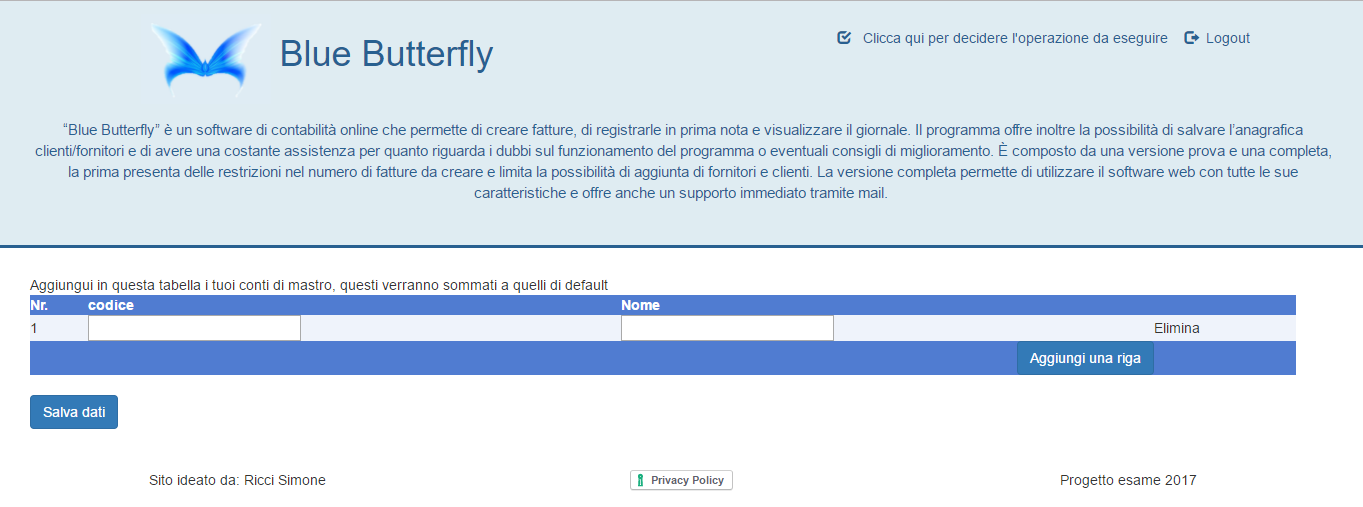 Blue Butterfly
Clicca qui per decidere l'operazione da eseguire
Logout
“Blue Butterfly” è un software di contabilità online che permette di creare fatture, di registrarle in prima nota e visualizzare il giornale. Il programma offre inoltre la possibilità di salvare l’anagrafica
clienti/fornitori e di avere una costante assistenza per quanto riguarda i dubbi sul funzionamento del programma o eventuali consigli di miglioramento. È composto da una versione prova e una completa,
la prima presenta delle restrizioni nel numero di fatture da creare e limita la possibilità di aggiunta di fornitori e clienti. La versione completa permette di utilizzare il software web con tutte le sue
caratteristiche e offre anche un supporto immediato tramite mail.
Aggiungi in questa tabella i tuoi conti di mastro, questi verranno sommati a quelli di default
Nr. codice Nome
1 Elimina
Aggiungi una riga
Salva dati
Sito ideato da: Ricci Simone
Privacy Policy
Progetto esame 2017